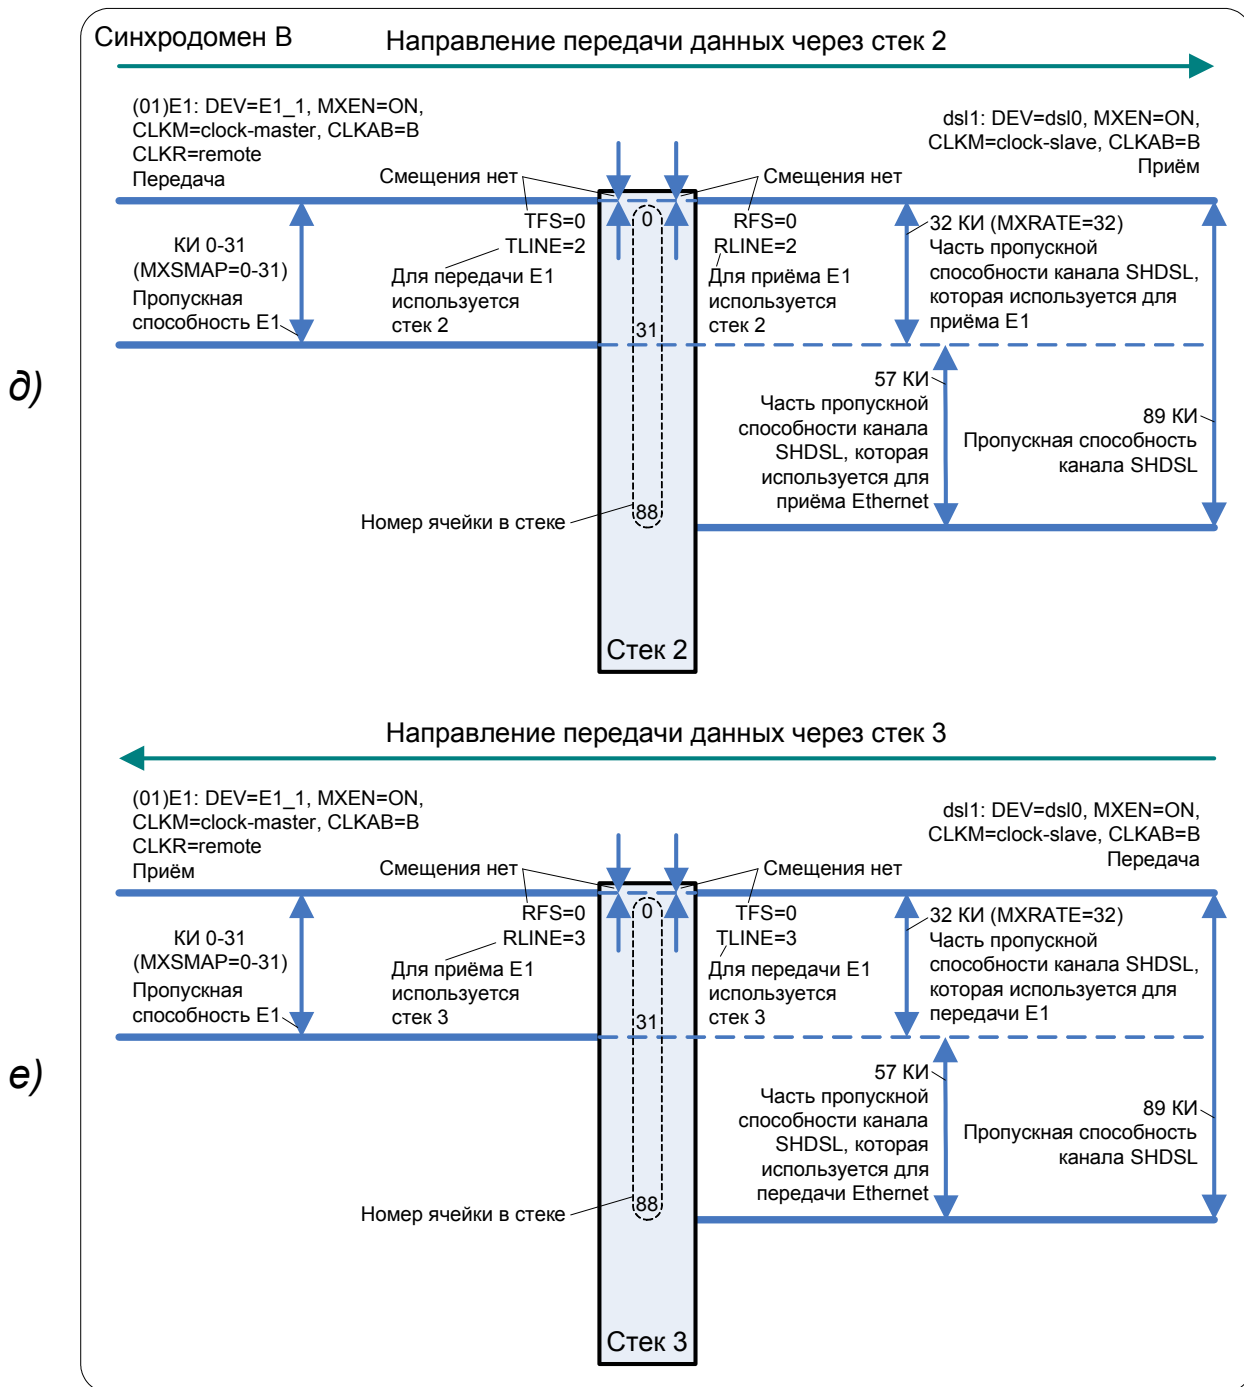 Синхродомен B
Направление передачи данных через стек 2
(01)E1: DEV=E1_1, MXEN=ON,
CLKM=clock-master, CLKAB=B
CLKR=remote
Передача
dsl1: DEV=dsl0, MXEN=ON,
CLKM=clock-slave, CLKAB=B
Приём
Смещения нет
Смещения нет
TFS=0
TLINE=2
Для передачи E1
используется
стек 2
RFS=0
RLINE=2
Для приёма E1
используется
стек 2
КИ 0-31
(MXSMAP=0-31)
Пропускная
способность E1
32 КИ (MXRATE=32)
Часть пропускной
способности канала SHDSL,
которая используется для
приёма E1
0
31
88
57 КИ
Часть пропускной
способности канала
SHDSL, которая
используется для
приёма Ethernet
89 КИ
Пропускная способность
канала SHDSL
Номер ячейки в стеке
Стек 2
д)
Направление передачи данных через стек 3
(01)E1: DEV=E1_1, MXEN=ON,
CLKM=clock-master, CLKAB=B
CLKR=remote
Приём
dsl1: DEV=dsl0, MXEN=ON,
CLKM=clock-slave, CLKAB=B
Передача
Смещения нет
Смещения нет
RFS=0
RLINE=3
Для приёма E1
используется
стек 3
TFS=0
TLINE=3
Для передачи E1
используется
стек 3
КИ 0-31
(MXSMAP=0-31)
Пропускная
способность E1
32 КИ (MXRATE=32)
Часть пропускной
способности канала SHDSL,
которая используется для
передачи E1
0
31
88
57 КИ
Часть пропускной
способности канала
SHDSL, которая
используется для
передачи Ethernet
89 КИ
Пропускная способность
канала SHDSL
Номер ячейки в стеке
Стек 3
е)